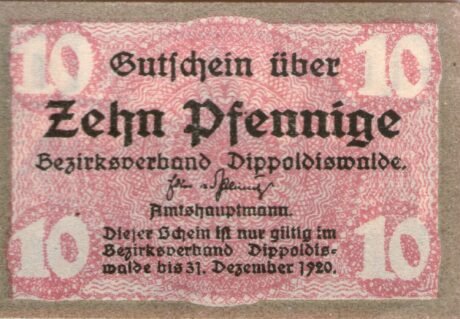 10 10
Gutschein über
Zehn Pfennige
Bezirksverband Dippoldiswalde.
Amtshauptmann.
Dieser Schein ist nur gültig im
Bezirksverband Dippoldis-
walde bis 31. Dezember 1920.
10 10